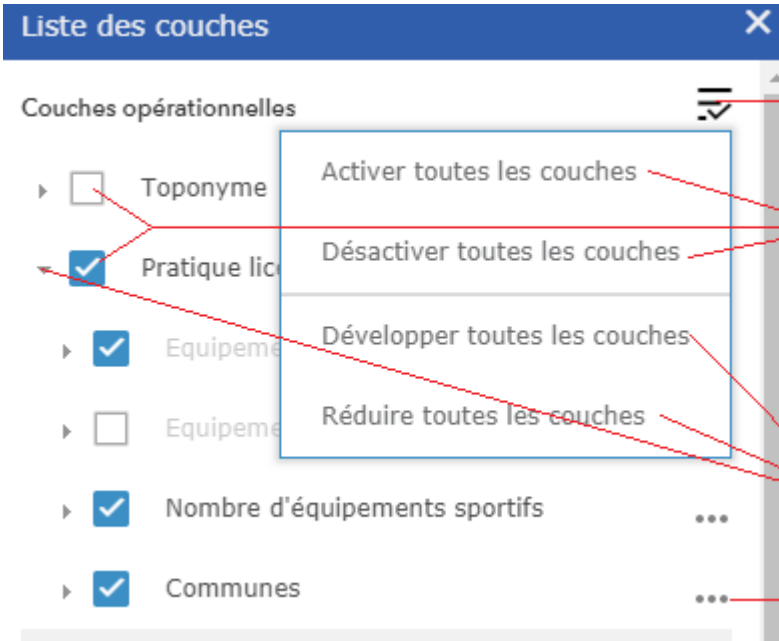 Liste des couches
Couches opérationnelles
Activer toutes les couches
Toponyme
Désactiver toutes les couches
Pratique lic
Développer toutes les couches
Equipeme
Réduire toutes les couches
Equipeme
Nombre d'équipements sportifs
Communes